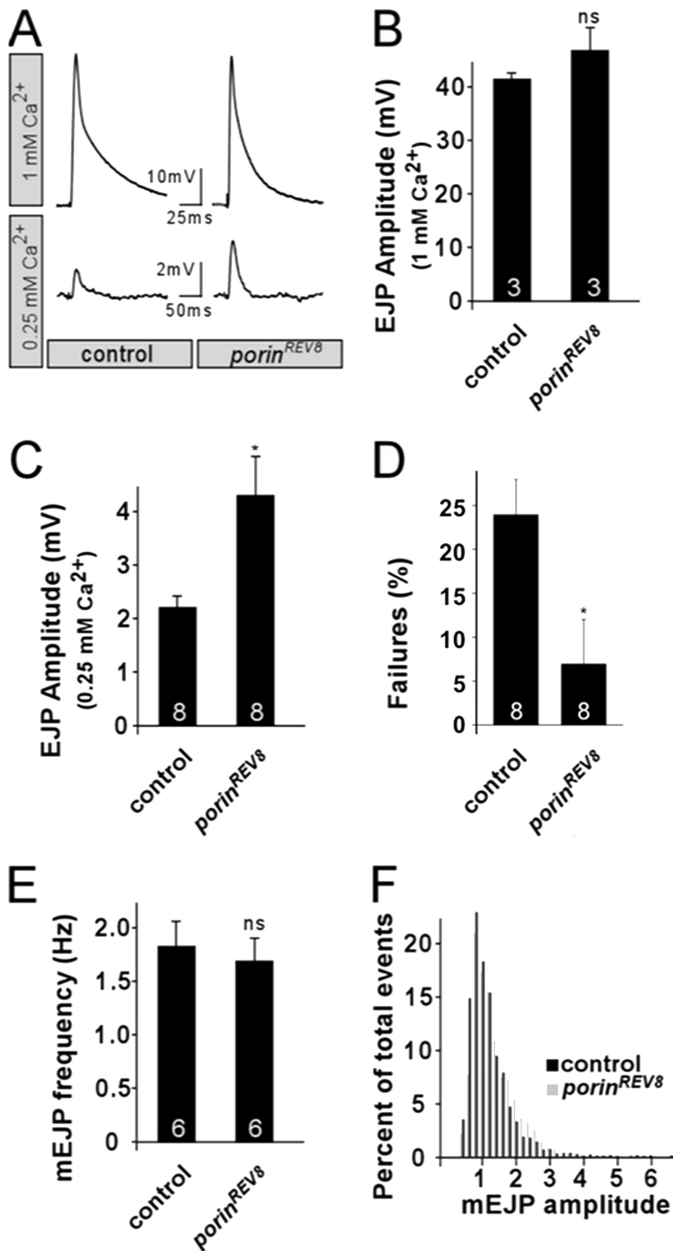 A
1 mM Ca2+
10mV
25ms
0.25 mM Ca2+
2mV
50ms
control
porinREV8
B
EJP Amplitude (mV)
(1 mM Ca2+)
40
30
20
10
0
ns
3
3
control
porinREV8
C
EJP Amplitude (mV)
(0.25 mM Ca2+)
4
3
2
1
0
*
8
8
control
porinREV8
D
Failures (%)
25
20
15
10
5
0
*
8
8
control
porinREV8
E
mEJP frequency (Hz)
2.0
1.5
1.0
0.5
0
ns
6
6
control
porinREV8
F
Percent of total events
20
15
10
5
0
control
porinREV8
1 2 3 4 5 6
mEJP amplitude